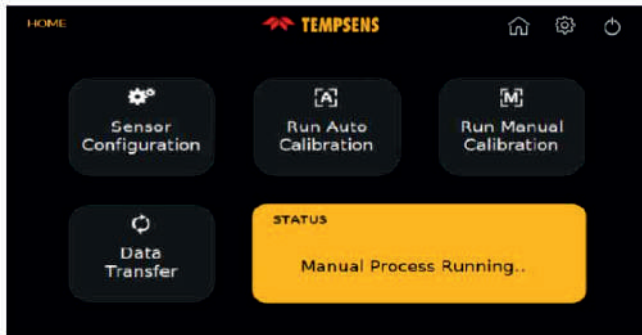 HOME
TEMPSENS
[A]
[M]
Sensor
Configuration
Run Auto
Calibration
Run Manual
Calibration
STATUS
Data
Transfer
Manual Process Running..